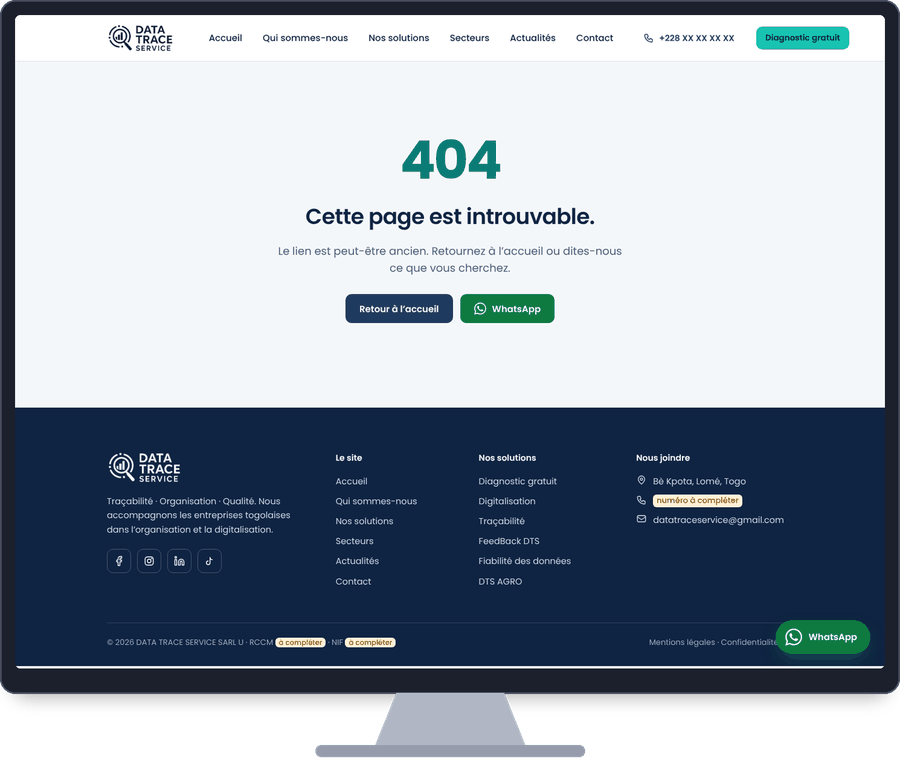 DATA
TRACE
SERVICE
Accueil
Qui sommes-nous
Nos solutions
Secteurs
Actualités
Contact
+228 XX XX XX XX
Diagnostic gratuit
404
Cette page est introuvable.
Le lien est peut-être ancien. Retournez à l’accueil ou dites-nous
ce que vous cherchez.
Retour à l’accueil
WhatsApp
DATA
TRACE
SERVICE
Traçabilité · Organisation · Qualité. Nous
accompagnons les entreprises togolaises
dans l’organisation et la digitalisation.
Le site
Accueil
Qui sommes-nous
Nos solutions
Secteurs
Actualités
Contact
Nos solutions
Diagnostic gratuit
Digitalisation
Traçabilité
FeedBack DTS
Fiabilité des données
DTS AGRO
Nous joindre
Bè Kpota, Lomé, Togo
numéro à compléter
datatraceservice@gmail.com
© 2026 DATA TRACE SERVICE SARL U · RCCM à compléter · NIF à compléter
Mentions légales · Confidentialité
WhatsApp